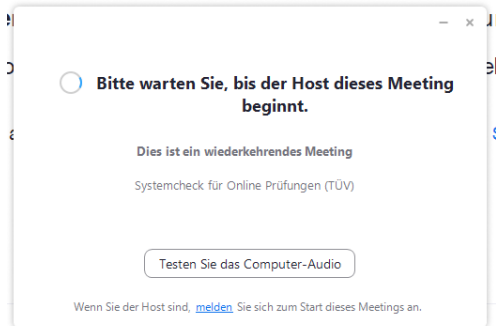 Bitte warten Sie, bis der Host dieses Meeting
beginnt.
Dies ist ein wiederkehrendes Meeting
Systemcheck für Online Prüfungen (TÜV)
Testen Sie das Computer-Audio
Wenn Sie der Host sind, melden Sie sich zum Start dieses Meetings an.